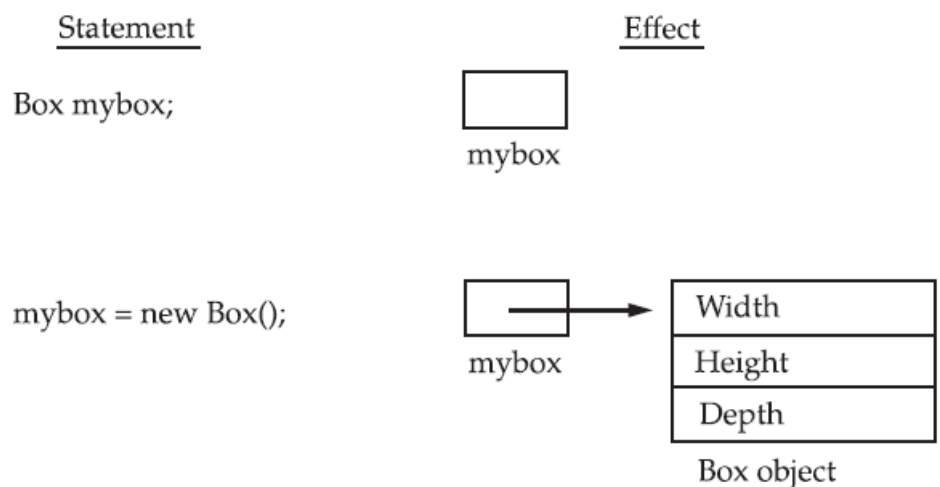 Statement Effect
Box mybox;
mybox
mybox = new Box();
Width
mybox
Height
Depth
Box object